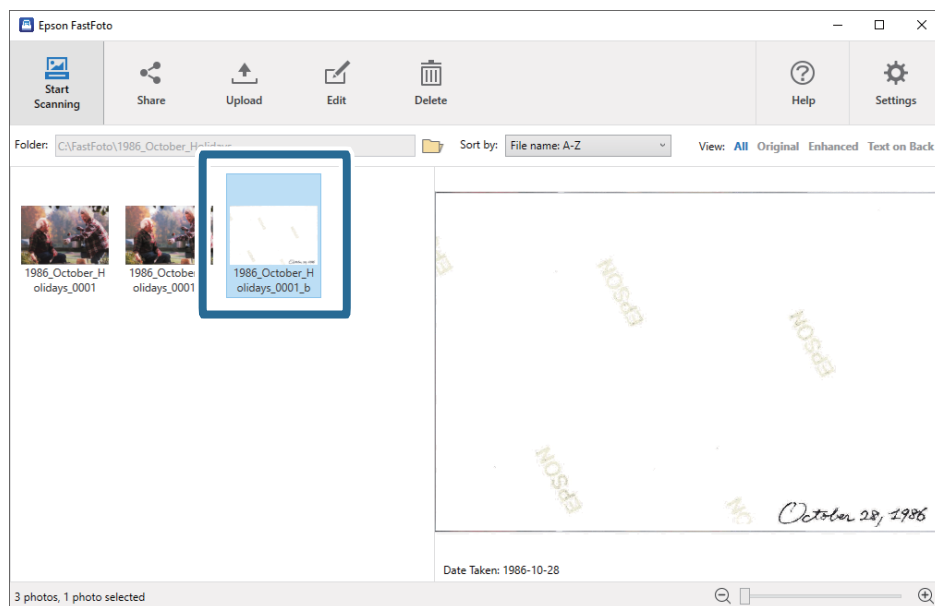 Epson FastFoto
Start
Scanning
Share
Upload
Edit
Delete
Help
Settings
Folder: C:\FastFoto\1986_October_Holidays
Sort by: File name: A-Z
View: All Original Enhanced Text on Back
1986_October_H
olidays_0001
1986_Octobe
olidays_0001
1986_October_H
olidays_0001_b
EPSON
EPSON
EPSON
October 28, 1986
Date Taken: 1986-10-28
3 photos, 1 photo selected